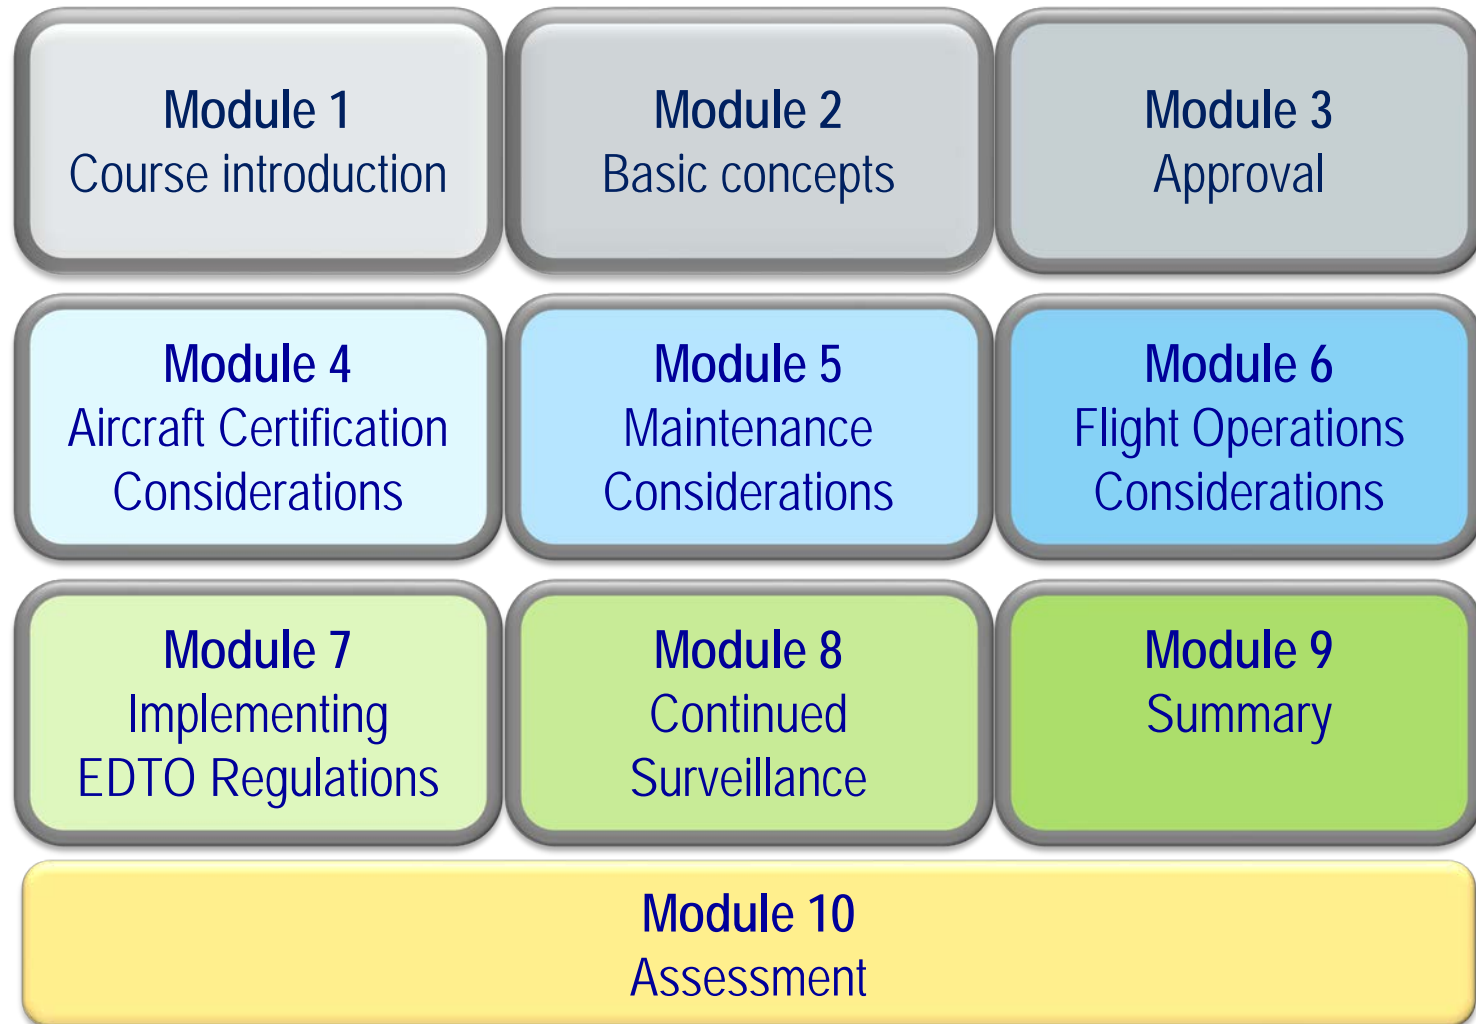 Module 1
Course introduction
Module 2
Basic concepts
Module 3
Approval
Module 4
Aircraft Certification
Considerations
Module 5
Maintenance
Considerations
Module 6
Flight Operations
Considerations
Module 7
Implementing
EDTO Regulations
Module 8
Continued
Surveillance
Module 9
Summary
Module 10
Assessment